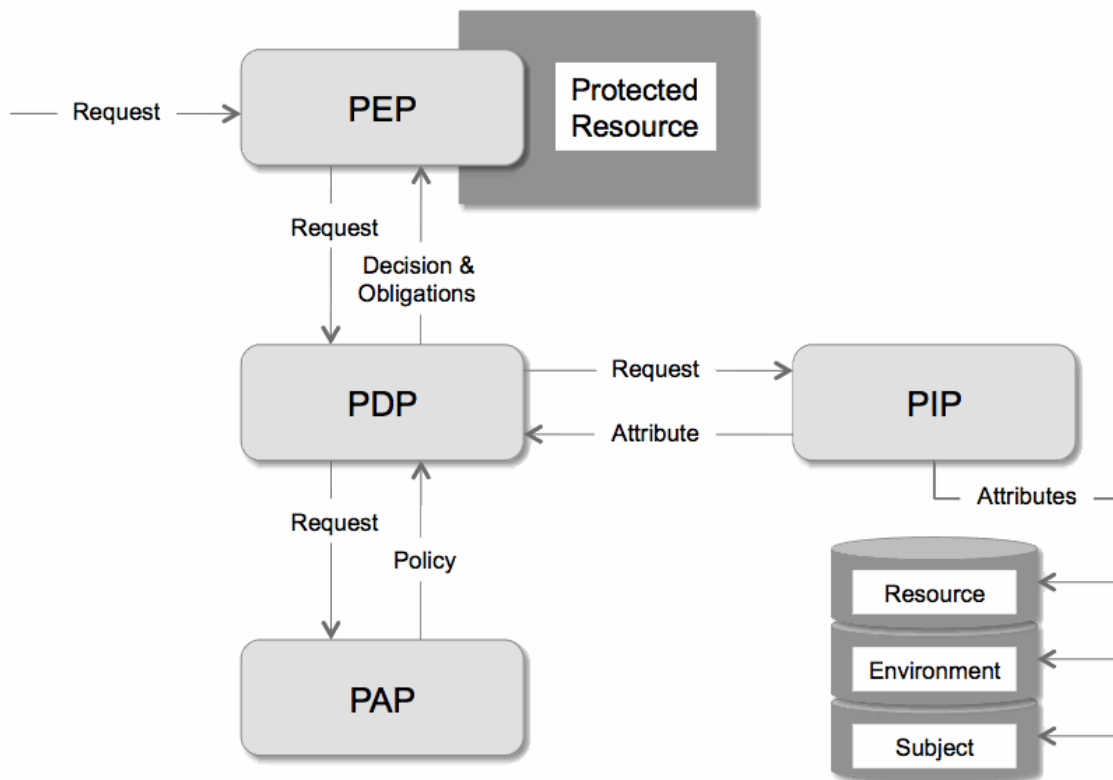 Request
PEP
Protected
Resource
Request
Decision &
Obligations
PDP
Request
Attribute
PIP
Request
Policy
Attributes
PAP
Resource
Environment
Subject